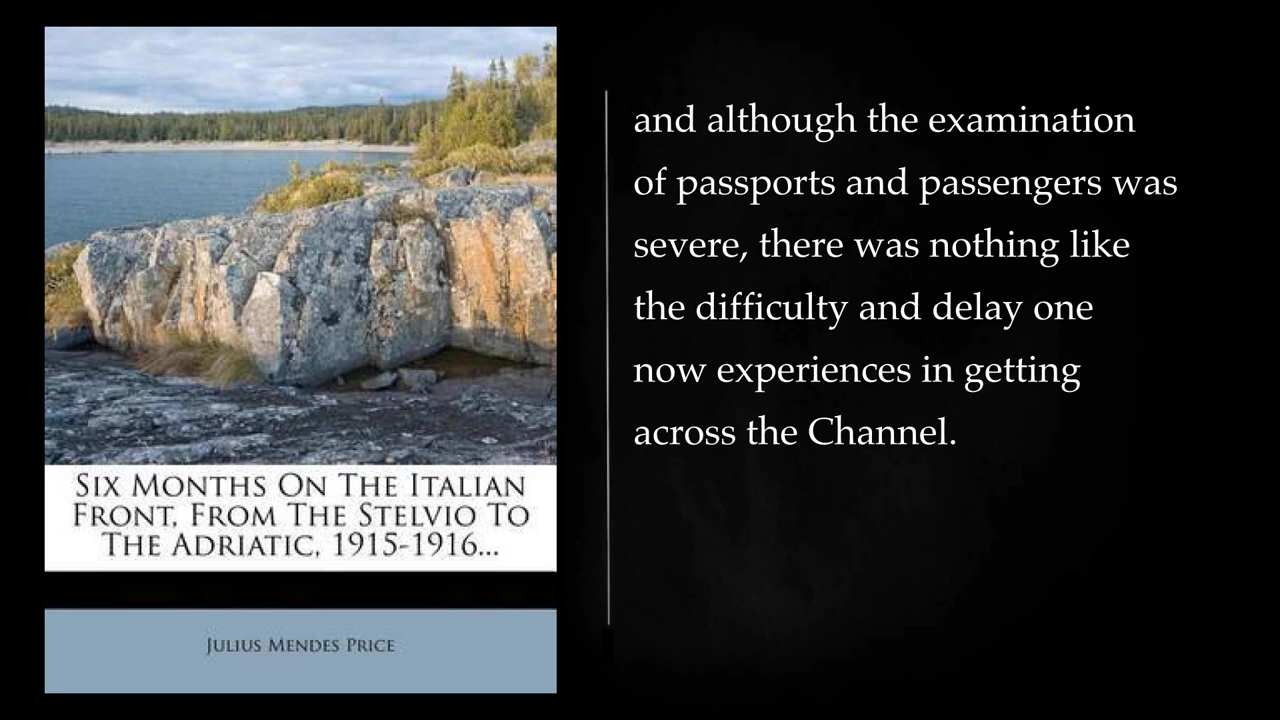 SIX MONTHS ON THE ITALIAN
FRONT, FROM THE STELVIO TO
THE ADRIATIC, 1915-1916...
JULIUS MENDES PRICE
and although the examination
of passports and passengers was
severe, there was nothing like
the difficulty and delay one
now experiences in getting
across the Channel.